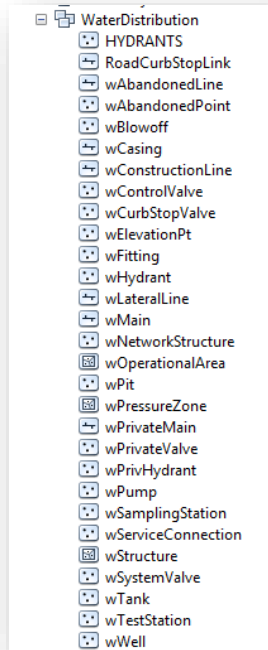 WaterDistribution
HYDRANTS
RoadCurbStopLink
wAbandonedLine
wAbandonedPoint
wBlowoff
wCasing
wConstructionLine
wControlValve
wCurbStopValve
wElevationPt
wFitting
wHydrant
wLateralLine
wMain
wNetworkStructure
wOperationalArea
wPit
wPressureZone
wPrivateMain
wPrivateValve
wPrivHydrant
wPump
wSamplingStation
wServiceConnection
wStructure
wSystemValve
wTank
wTestStation
wWell